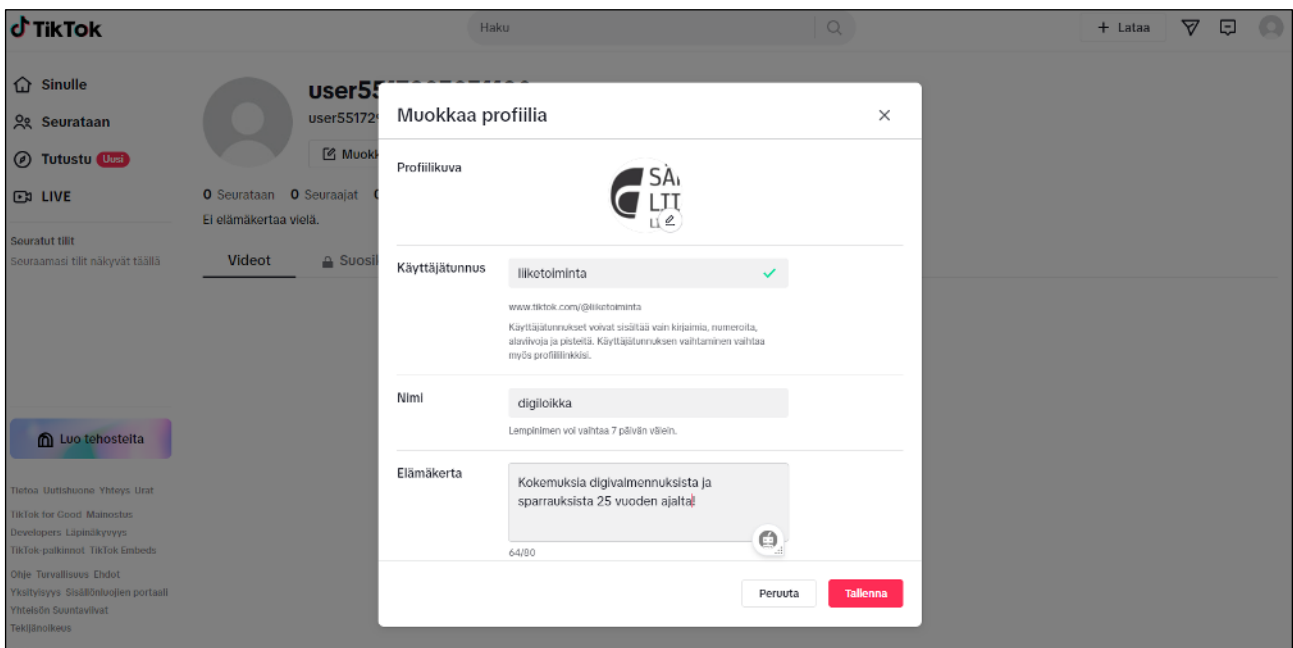 TikTok
Haku
+ Lataa
Sinulle
Seurataan
Tutustu Uusi
LIVE
Seuratut tilit
Seuraamasi tilit näkyvät täällä
Luo tehosteita
Tietoa Uutishuone Yhteys Urat
TikTok for Good Mainostus
Developers Läpinäkyvyys
TikTok-palkinnot TikTok Embeds
Ohje Turvallisuus Ehdot
Yksityisyys Sisällönluojien portaali
Yhteisön Suuntaviivat
Tekijänoikeus
user55
user55172
Muokk
0 Seurataan 0 Seuraajat
Ei elämäkertaa vielä.
Videot
Suosil
Muokkaa profiilia
Profiilikuva
Käyttäjätunnus
liiketoiminta
www.tiktok.com/@liiketoiminta
Käyttäjätunnukset voivat sisältää vain kirjaimia, numeroita,
alaviivoja ja pisteitä. Käyttäjätunnuksen vaihtaminen vaihtaa
myös profiililinkkisi.
Nimi
digiloikka
Lempinimen voi vaihtaa 7 päivän välein.
Elämäkerta
Kokemuksia digivalmennuksista ja
sparrauksista 25 vuoden ajalta!
64/80
Peruuta
Tallenna